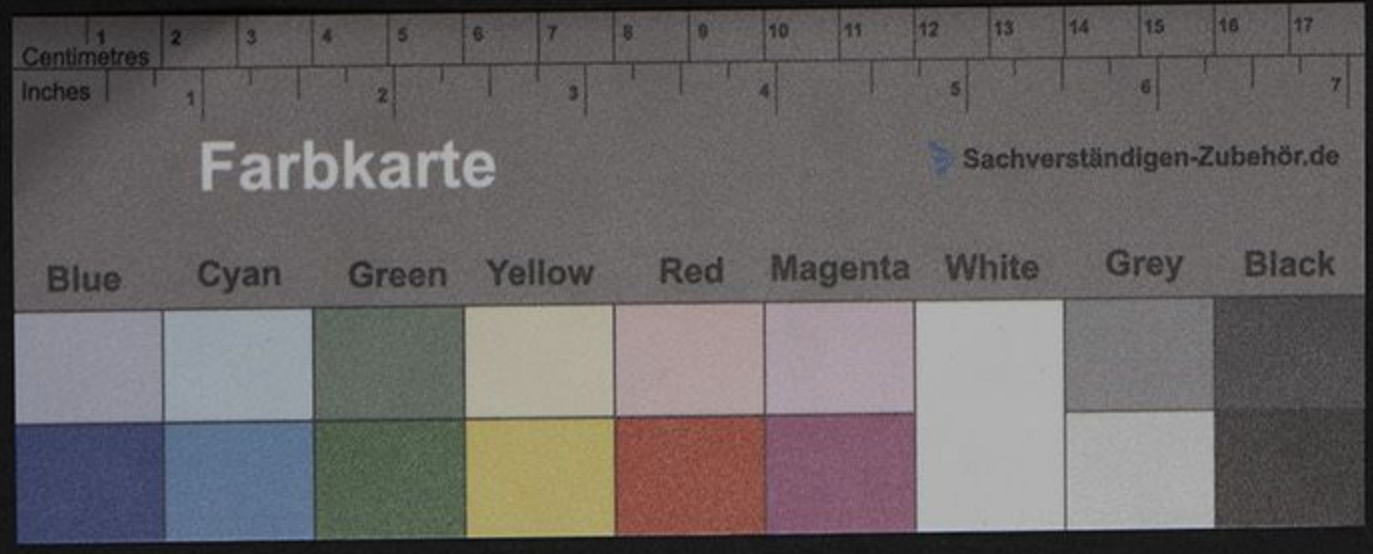 1 2 3 4 5 6 7 8 9 10 11 12 13 14 15 16 17
Centimetres
Inches 1 2 3 4 5 6 7
Farbkarte
Sachverständigen-Zubehör.de
Blue Cyan Green Yellow Red Magenta White Grey Black